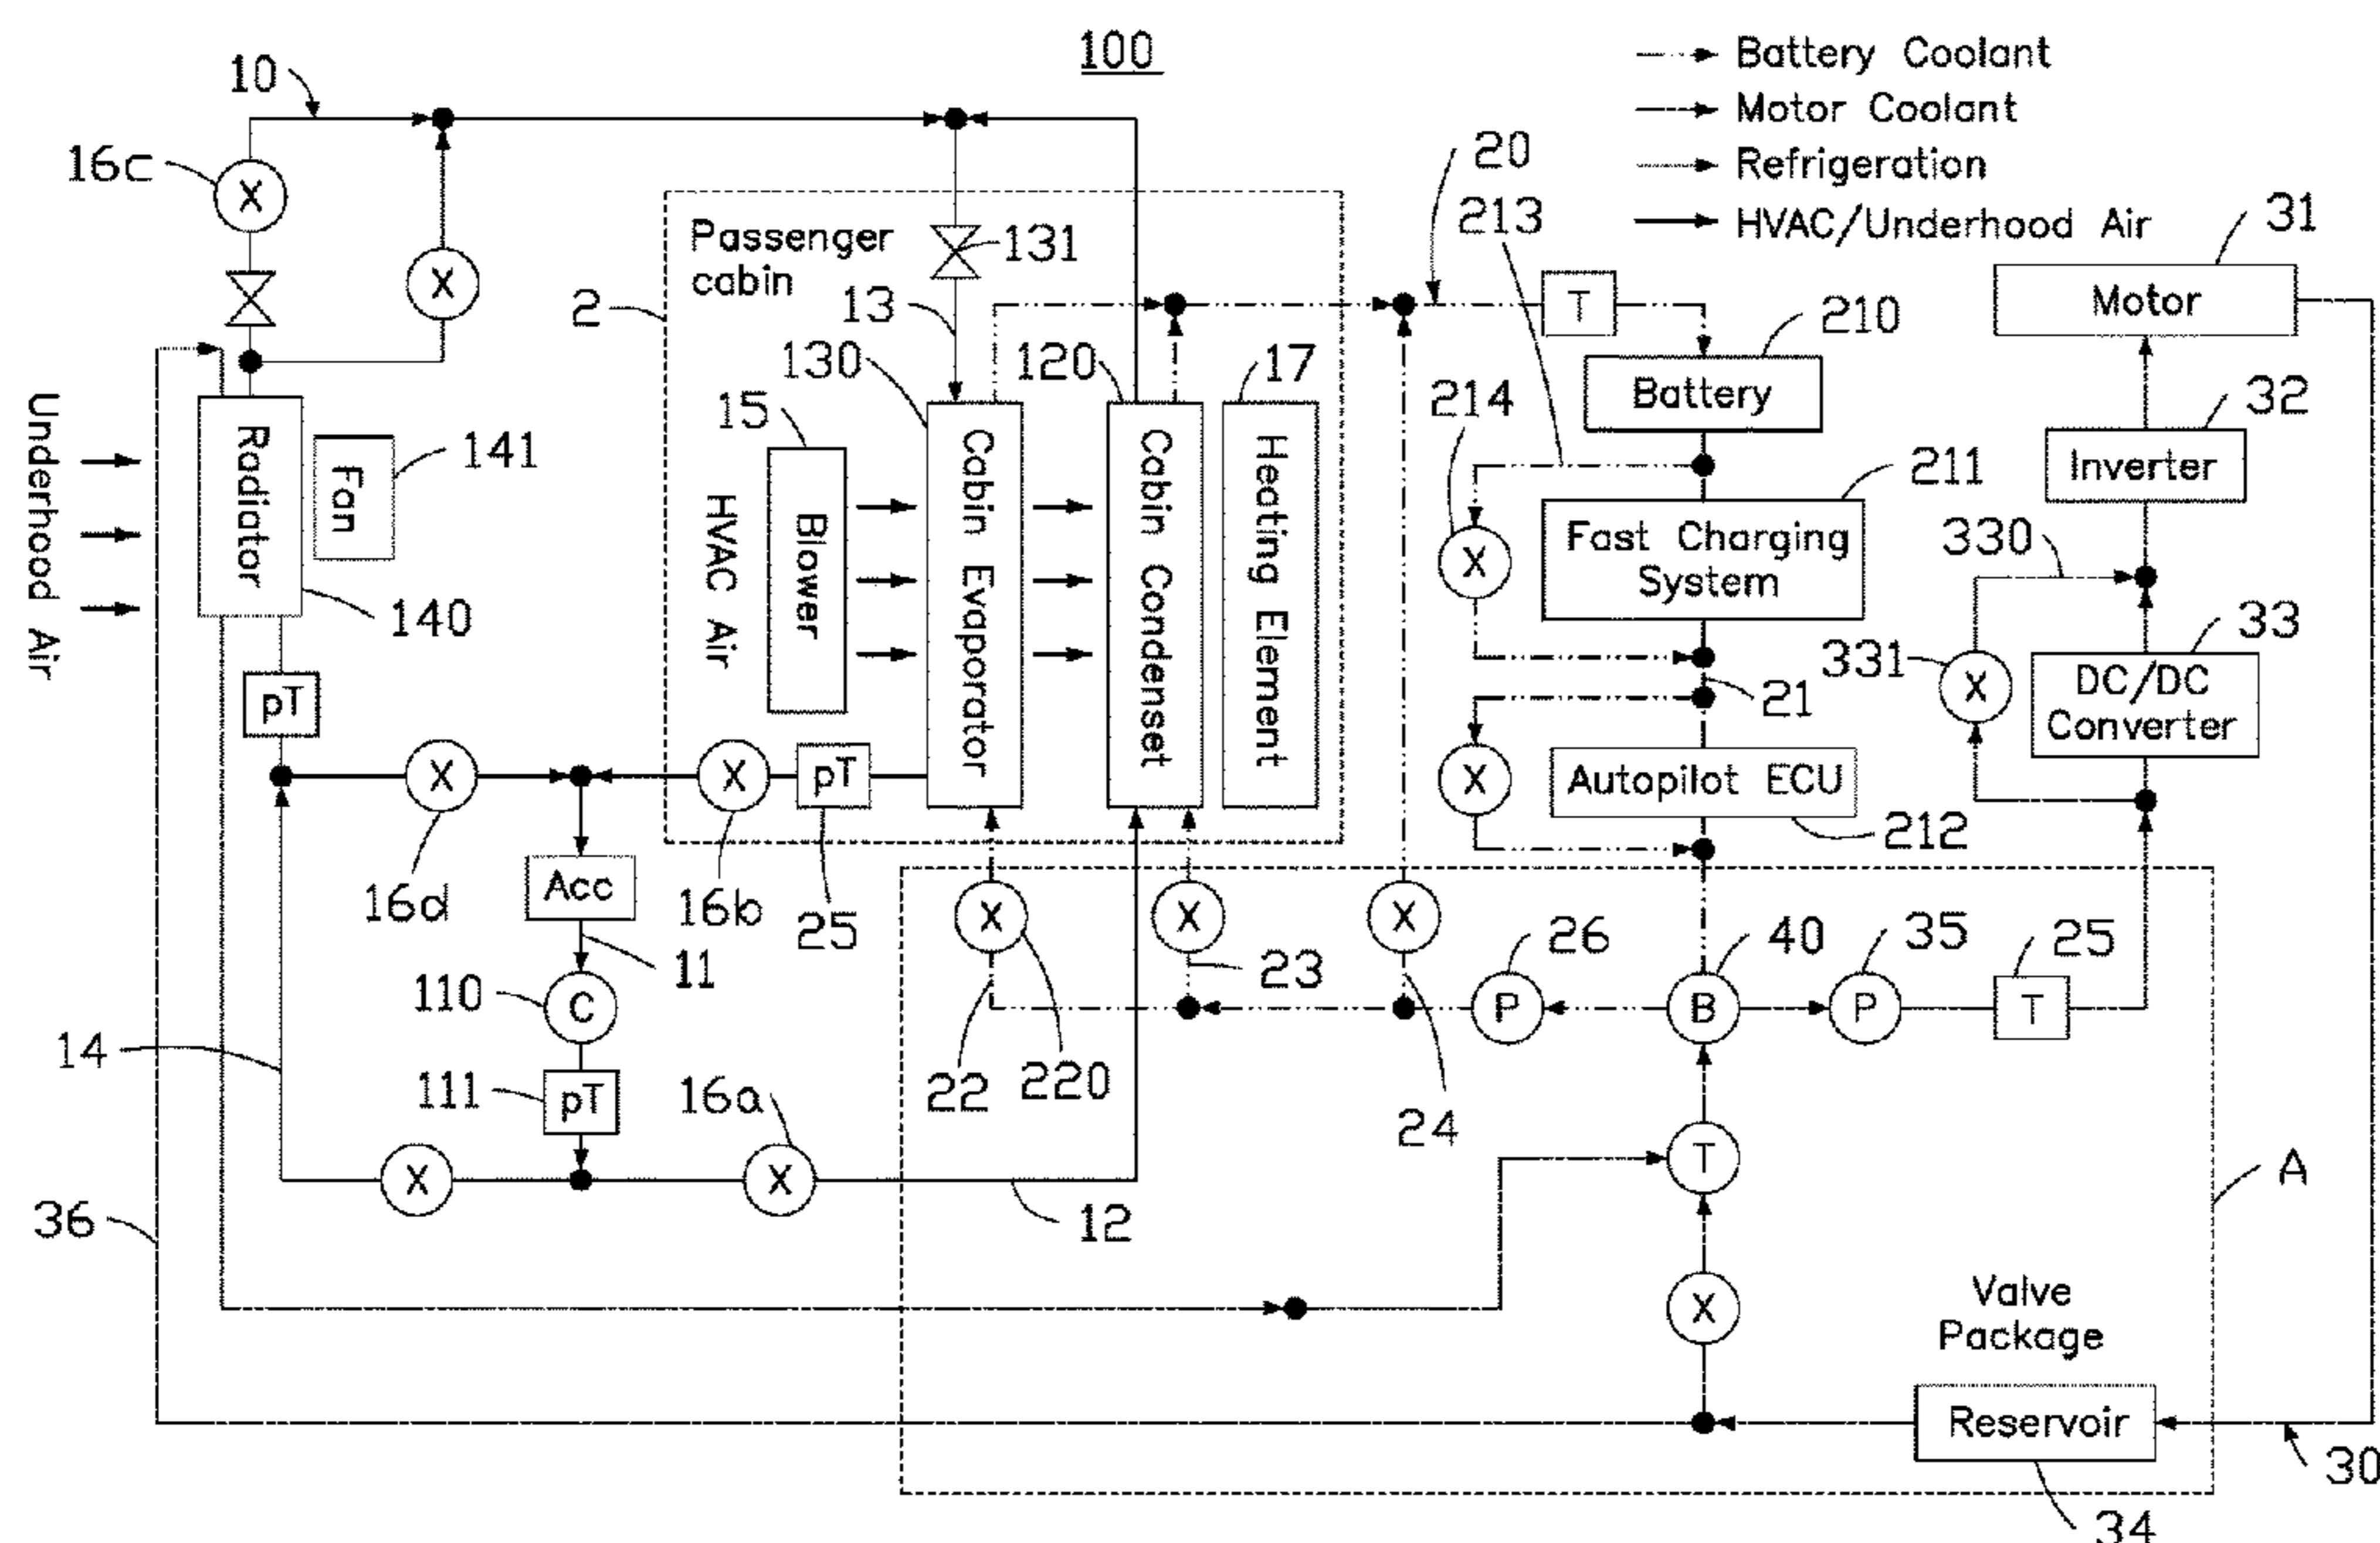 100
Battery Coolant
Motor Coolant
Refrigeration
HVAC/Underhood Air
10
16c
X
X
Passenger
cabin
2
131
13
130
120
17
15
20
213
T
210
Battery
214
X
211
Fast Charging
System
31
Motor
32
Inverter
330
331
X
33
DC/DC
Converter
21
X
Autopilot ECU
212
Underhood Air
Radiator
Fan
141
140
pT
HVAC Air
Blower
Cabin Evaporator
Cabin Condenset
Heating Element
X
16d
X
16b
pT
25
Acc
11
110
C
111
pT
14
X
16a
X
12
X
220
22
X
23
X
24
26
P
40
B
35
P
25
T
T
X
A
Valve
Package
Reservoir
34
30
36